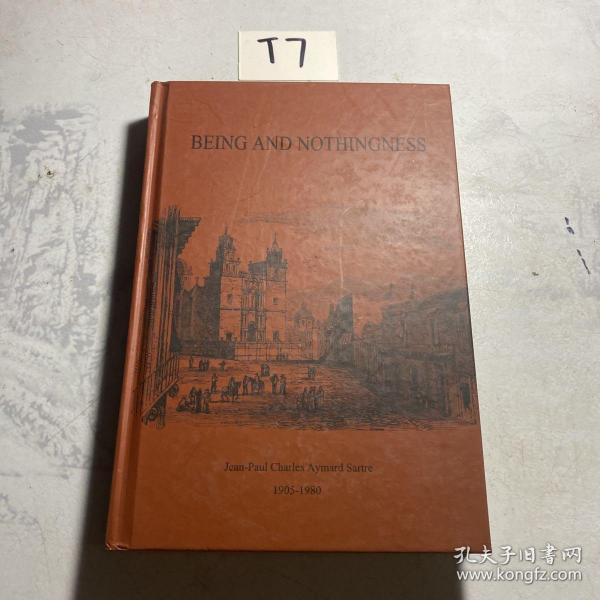 T7
BEING AND NOTHINGNESS
Jean-Paul Charles Aymard Sartre
1905-1980
孔夫子旧书网
www.kongfz.com